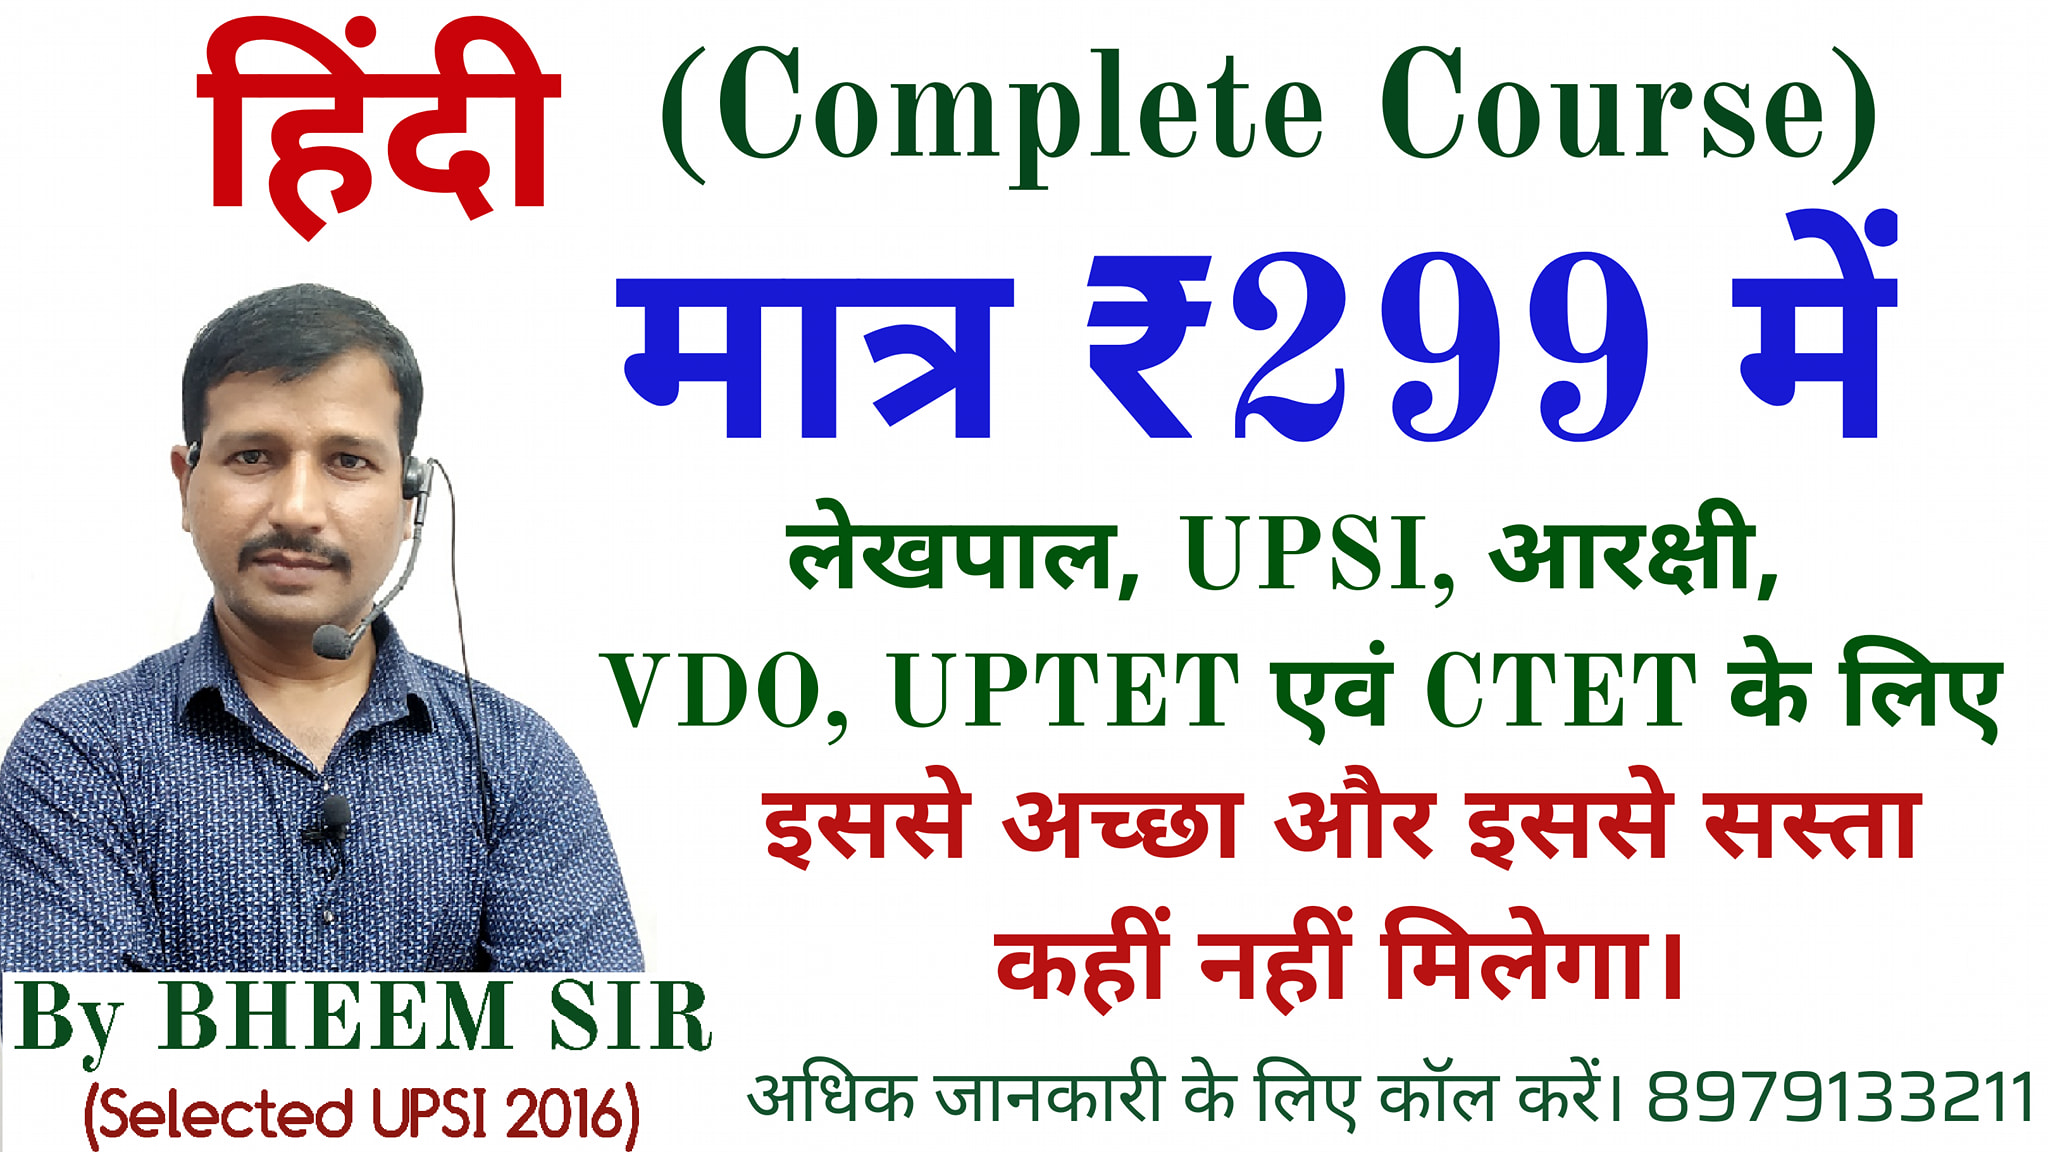 हिंदी (Complete Course)
मात्र ₹299 में
लेखपाल, UPSI, आरक्षी,
VDO, UPTET एवं CTET के लिए
इससे अच्छा और इससे सस्ता
कहीं नहीं मिलेगा।
By BHEEM SIR
(Selected UPSI 2016)
अधिक जानकारी के लिए कॉल करें। 8979133211